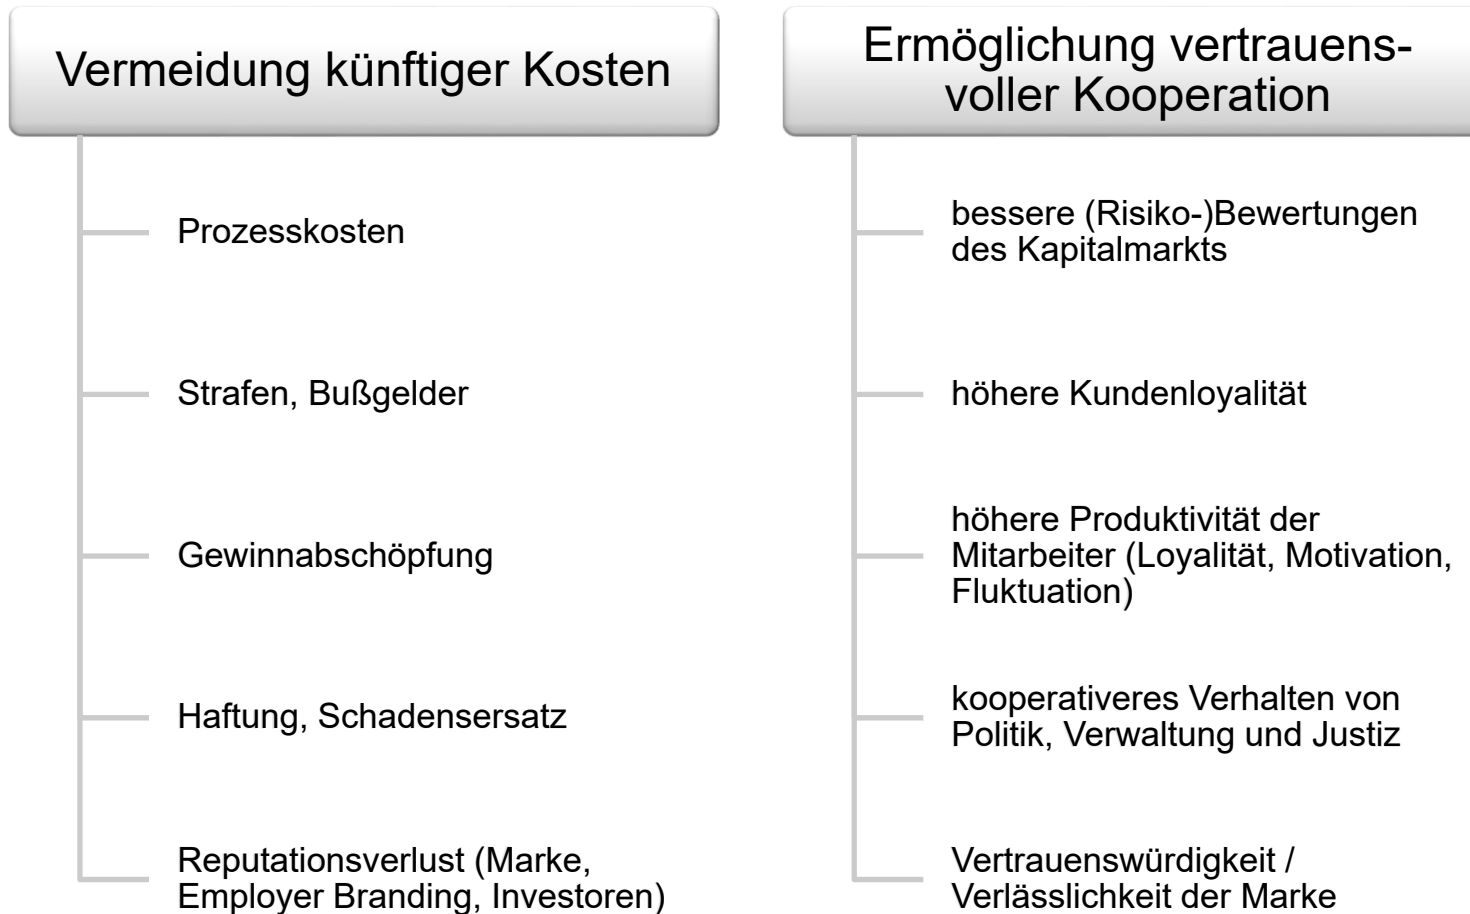 Vermeidung künftiger Kosten
Prozesskosten
Strafen, Bußgelder
Gewinnabschöpfung
Haftung, Schadensersatz
Reputationsverlust (Marke,
Employer Branding, Investoren)
Ermöglichung vertrauens-
voller Kooperation
bessere (Risiko-)Bewertungen
des Kapitalmarkts
höhere Kundenloyalität
höhere Produktivität der
Mitarbeiter (Loyalität, Motivation,
Fluktuation)
kooperativeres Verhalten von
Politik, Verwaltung und Justiz
Vertrauenswürdigkeit /
Verlässlichkeit der Marke